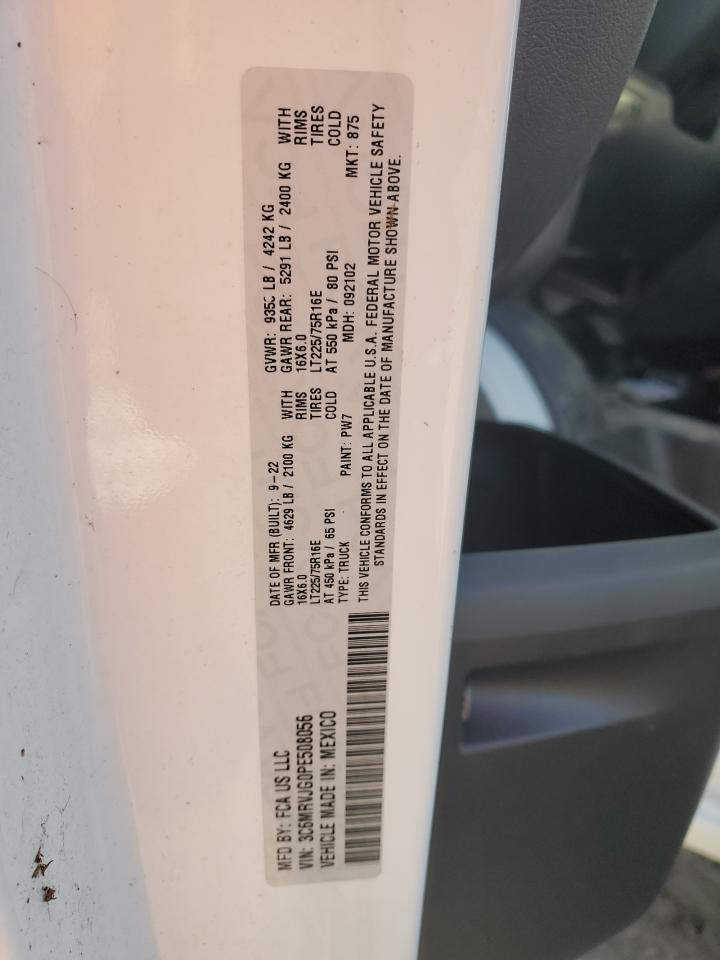 MFD BY: FCA US LLC
VIN: 3C6MRVJG0PE508056
VEHICLE MADE IN: MEXICO
DATE OF MFR (BUILT): 9-22 GVWR: 9350 LB / 4242 KG
GAWR FRONT: 4629 LB / 2100 KG WITH GAWR REAR: 5291 LB / 2400 KG WITH
16X6.0 RIMS 16X6.0 RIMS
LT225/75R16E TIRES LT225/75R16E TIRES
AT 450 kPa / 65 PSI COLD AT 550 kPa / 80 PSI COLD
TYPE: TRUCK PAINT: PW7 MDH: 092102 MKT: 875
THIS VEHICLE CONFORMS TO ALL APPLICABLE U.S.A. FEDERAL MOTOR VEHICLE SAFETY
STANDARDS IN EFFECT ON THE DATE OF MANUFACTURE SHOWN ABOVE.